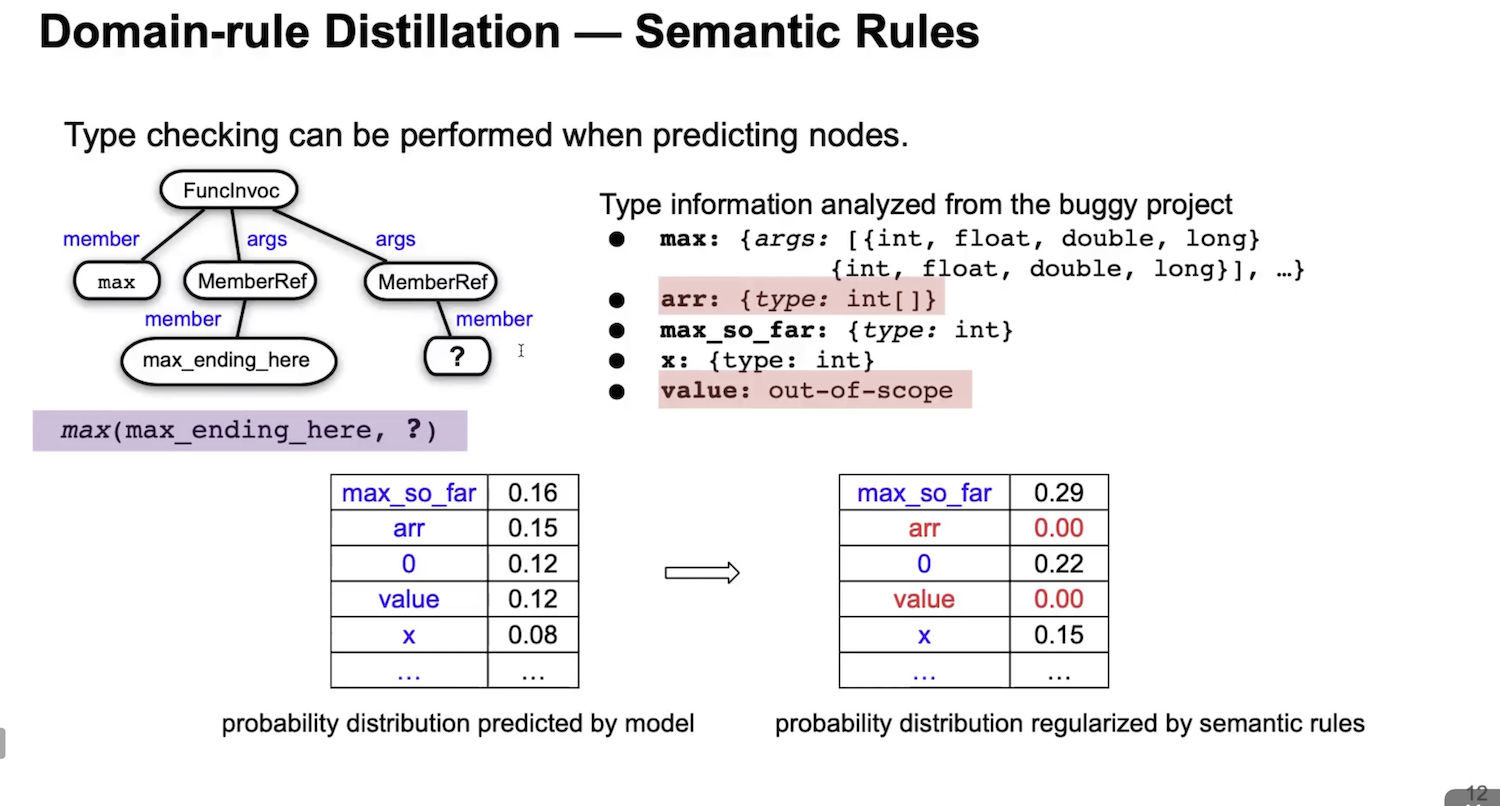 Domain-rule Distillation — Semantic Rules
Type checking can be performed when predicting nodes.
FuncInvoc
member
args
args
max
MemberRef
MemberRef
member
member
max_ending_here
?
max(max_ending_here, ?)
Type information analyzed from the buggy project
● max: {args: [{int, float, double, long}
{int, float, double, long}], …}
● arr: {type: int[]}
● max_so_far: {type: int}
● x: {type: int}
● value: out-of-scope
max_so_far 0.16
arr 0.15
0 0.12
value 0.12
x 0.08
… …
probability distribution predicted by model
max_so_far 0.29
arr 0.00
0 0.22
value 0.00
x 0.15
… …
probability distribution regularized by semantic rules
12